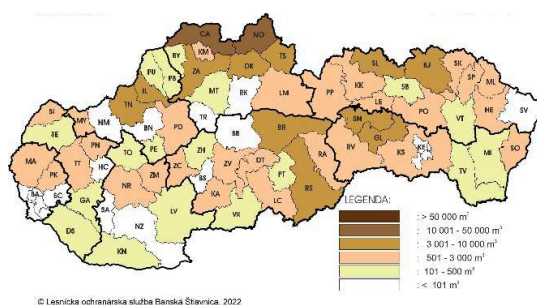 CA NO
BY KM TS
PU PB ZA DK SL BJ SK
IL MT RK LM PP KK SB SP ML
TN LE PO VT HE SV
SI MY NM BN PD TR BB BR SN GL
SE PN TO PE ZH RV KS KE MI SO
MA PK TT HC ZC BS ZV DT RA TV
BA SC GA NR ZM KA PT
SA LV LC RS
DS NZ VK
KN
LEGENDA:
: > 50 000 m³
: 10 001 - 50 000 m³
: 3 001 - 10 000 m³
: 501 - 3 000 m³
: 101 - 500 m³
: < 101 m³
© Lesnícka ochranárska služba Banská Štiavnica, 2022